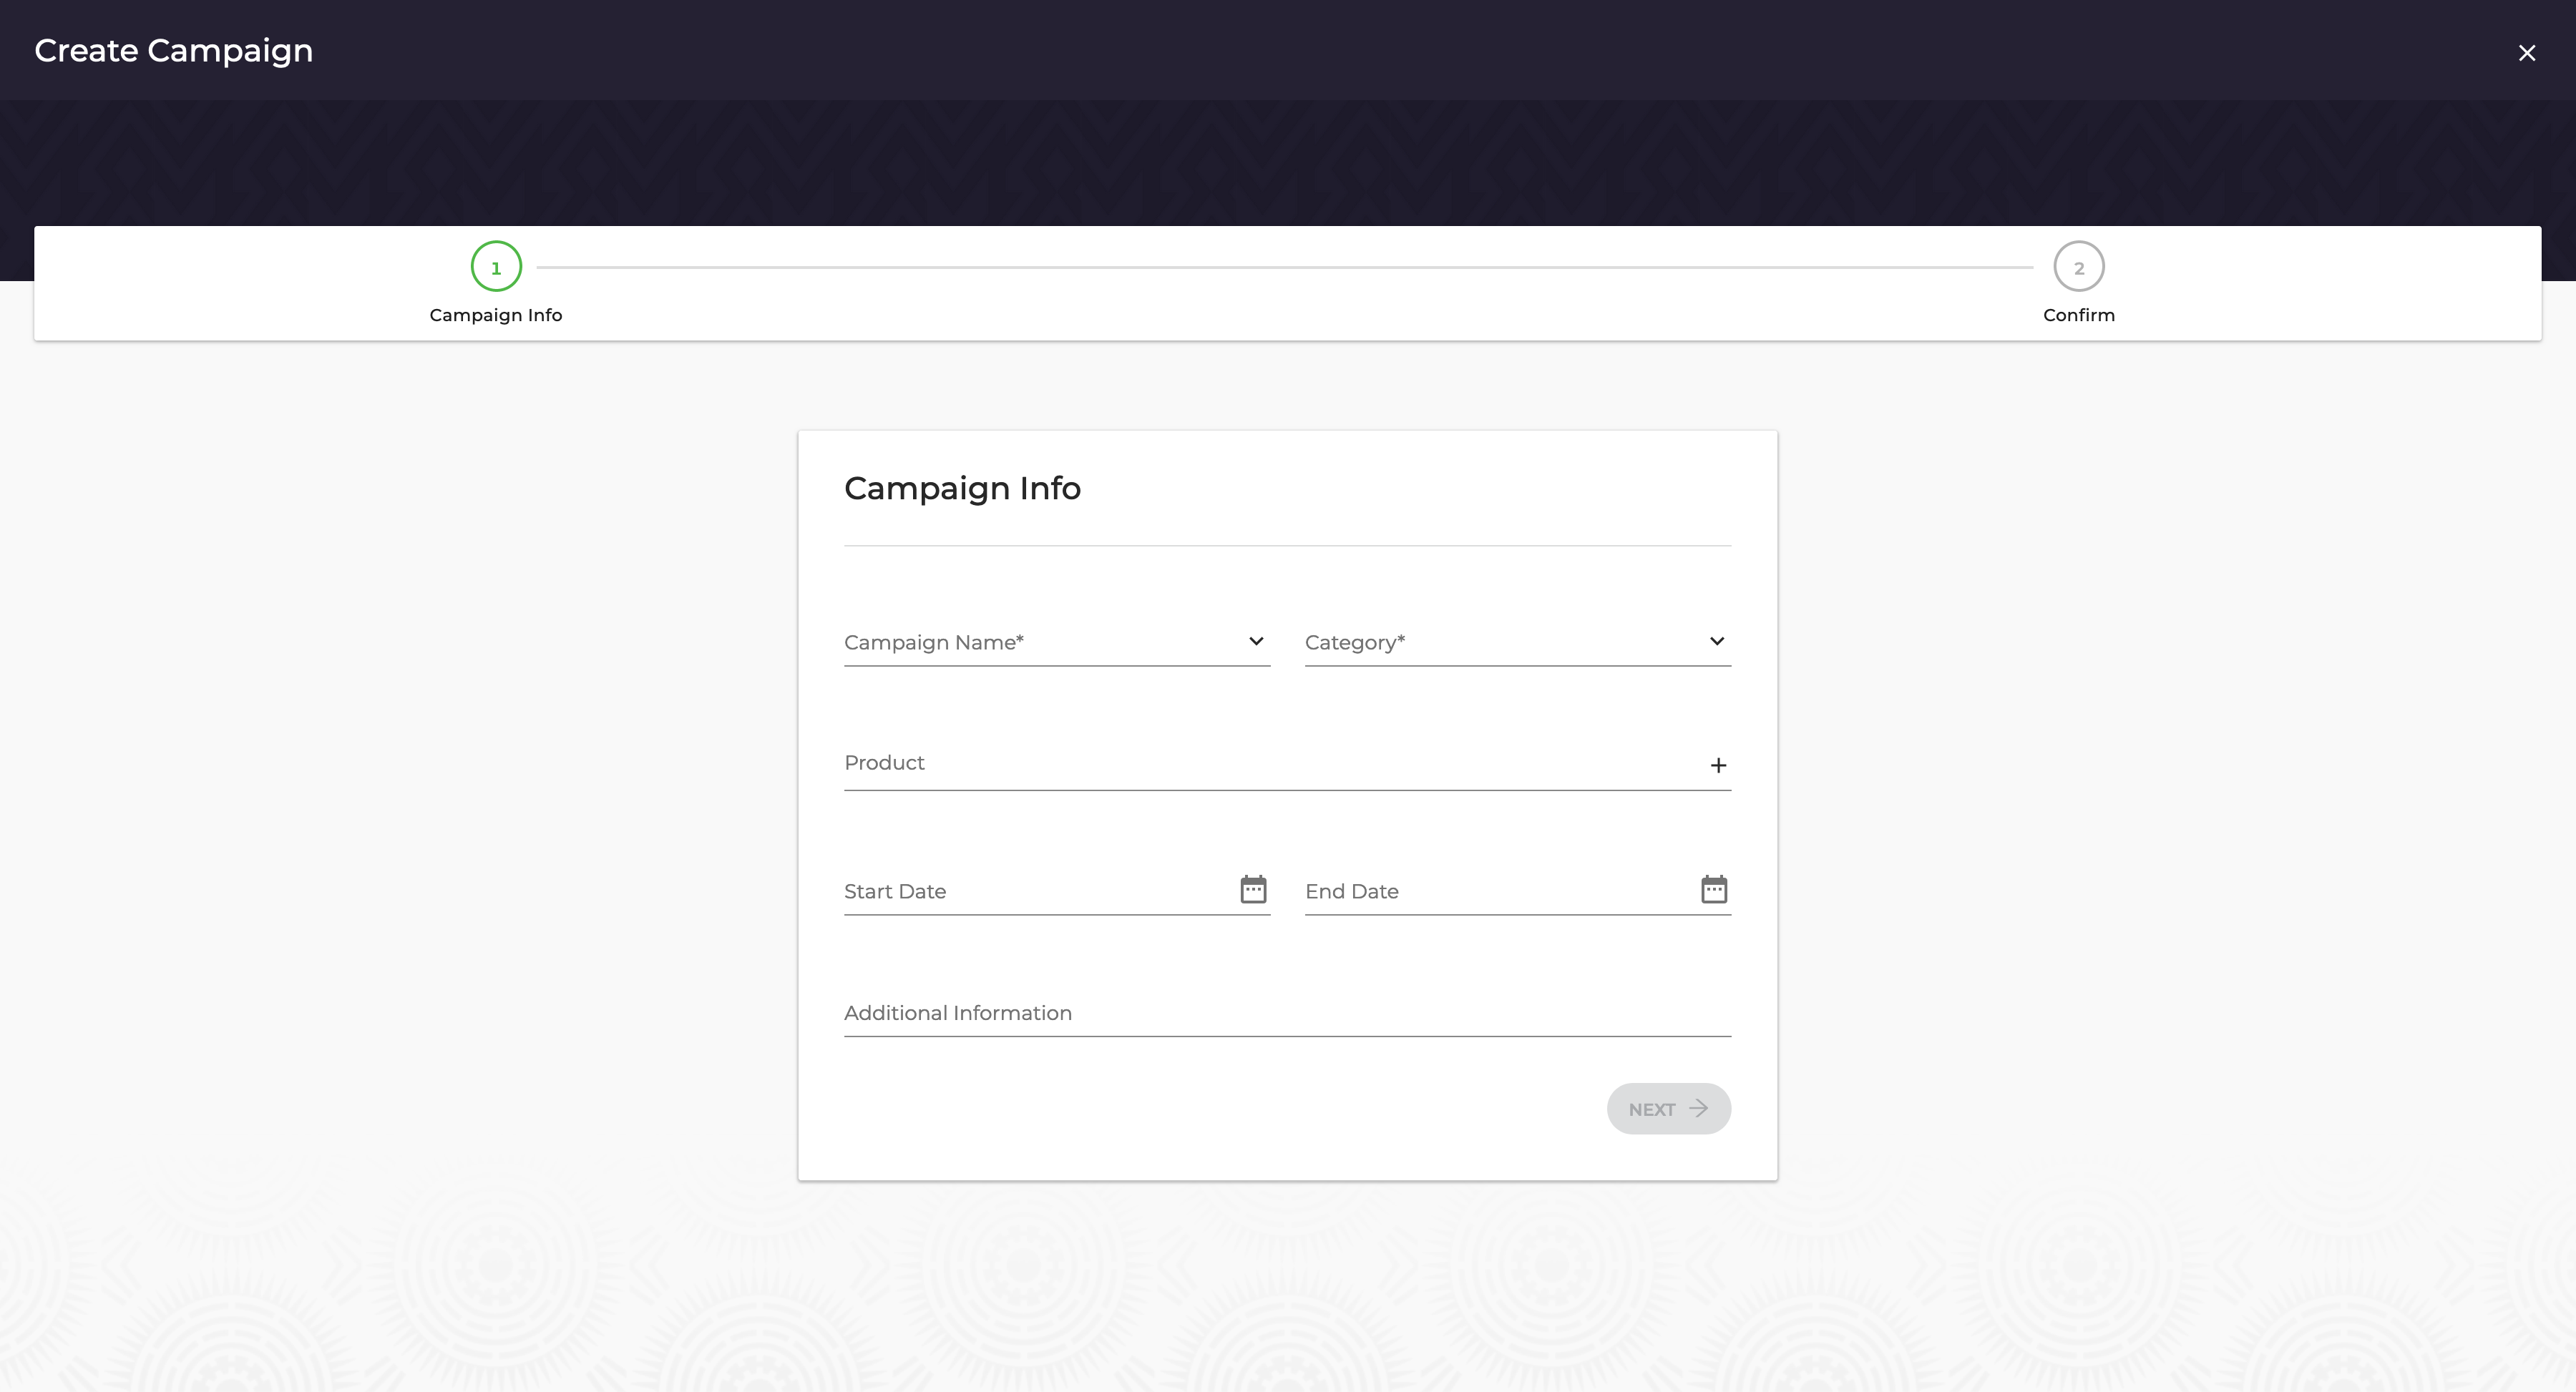 Create Campaign
1
2
Campaign Info
Confirm
Campaign Info
Campaign Name*
Category*
Product
Start Date
End Date
Additional Information
NEXT